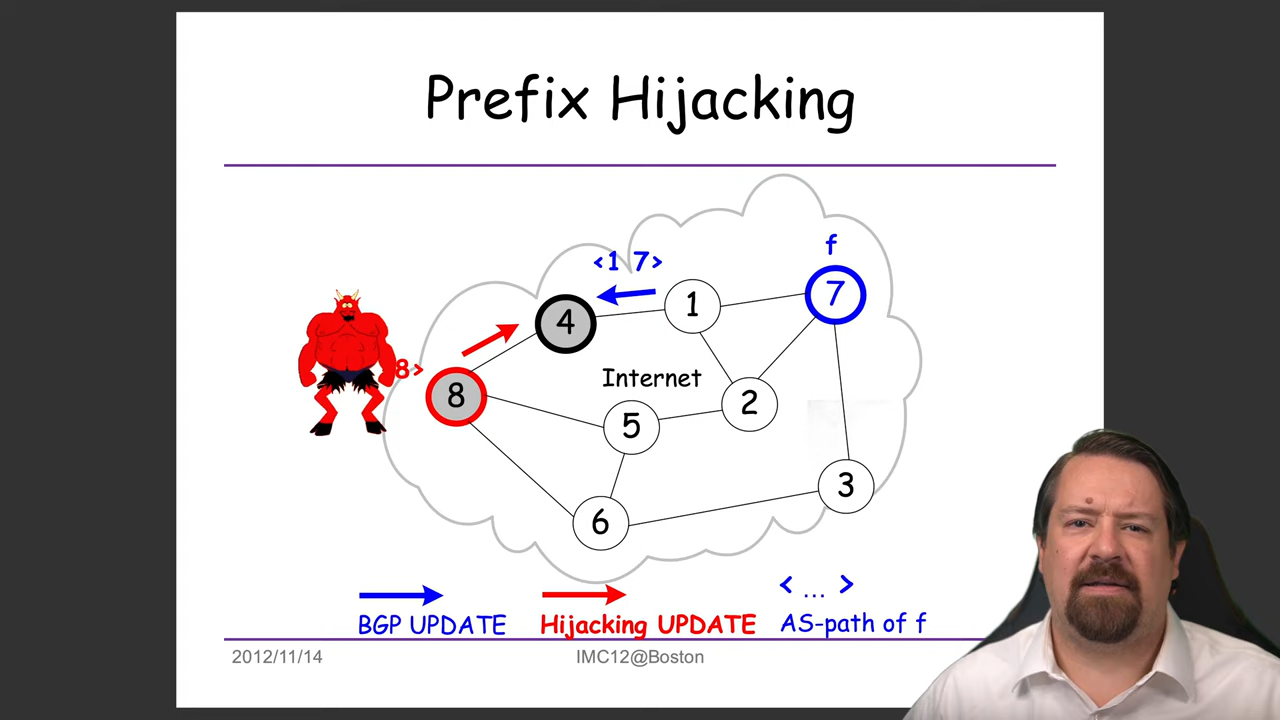 Prefix Hijacking
f
<1 7>
7
1
4
8>
Internet
8
2
5
3
6
< ... >
BGP UPDATE
Hijacking UPDATE
AS-path of f
2012/11/14
IMC12@Boston